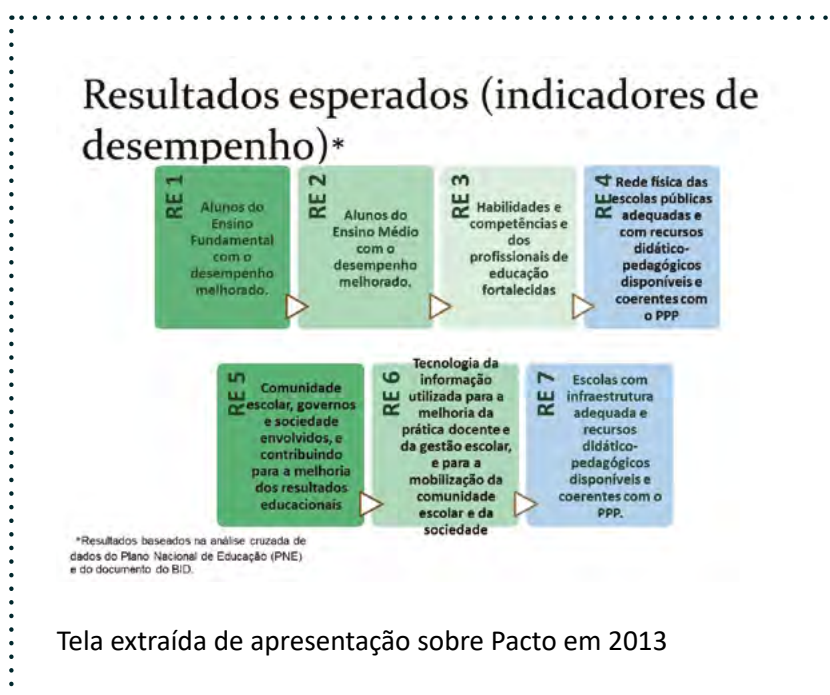 Resultados esperados (indicadores de
desempenho)*
RE 1
Alunos do
Ensino
Fundamental
com o
desempenho
melhorado.
RE 2
Alunos do
Ensino Médio
com o
desempenho
melhorado.
RE 3
Habilidades e
competências e
dos
profissionais de
educação
fortalecidas
RE 4
Rede física das
escolas públicas
adequadas e
com recursos
didático-
pedagógicos
disponíveis e
coerentes com
o PPP
RE 5
Comunidade
escolar, governos
e sociedade
envolvidos, e
contribuindo
para a melhoria
dos resultados
educacionais
RE 6
Tecnologia da
informação
utilizada para a
melhoria da
prática docente e
da gestão escolar,
e para a
mobilização da
comunidade
escolar e da
sociedade
RE 7
Escolas com
infraestrutura
adequada e
recursos
didático-
pedagógicos
disponíveis e
coerentes com o
PPP.
*Resultados baseados na análise cruzada de
dados do Plano Nacional de Educação (PNE)
e do documento do BID.
Tela extraída de apresentação sobre Pacto em 2013